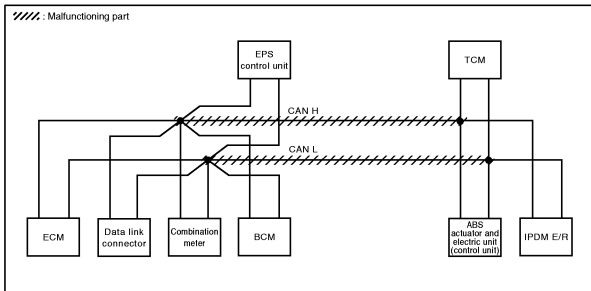 : Malfunctioning part
EPS
control unit
TCM
CAN H
CAN L
ECM
Data link
connector
Combination
meter
BCM
ABS
actuator and
electric unit
(control unit)
IPDM E/R